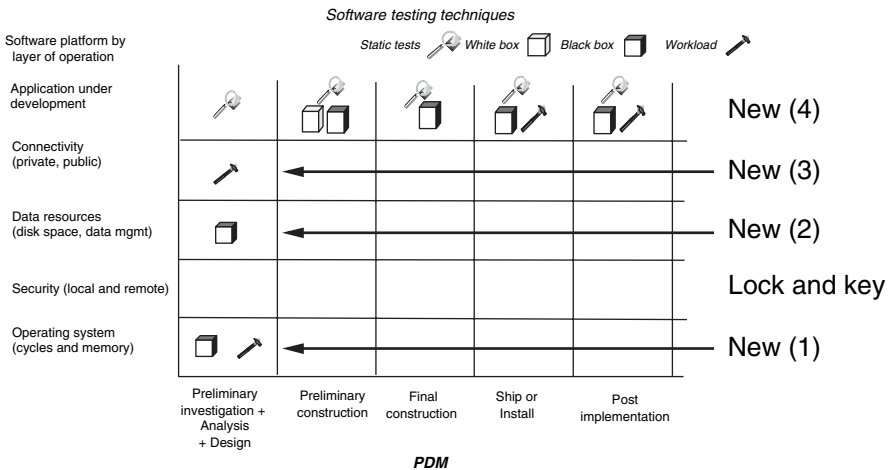 Software testing techniques
Software platform by
layer of operation
Static tests White box Black box Workload
Application under
development
New (4)
Connectivity
(private, public)
New (3)
Data resources
(disk space, data mgmt)
New (2)
Security (local and remote)
Lock and key
Operating system
(cycles and memory)
New (1)
Preliminary
investigation +
Analysis
+ Design
Preliminary
construction
Final
construction
Ship or
Install
Post
implementation
PDM